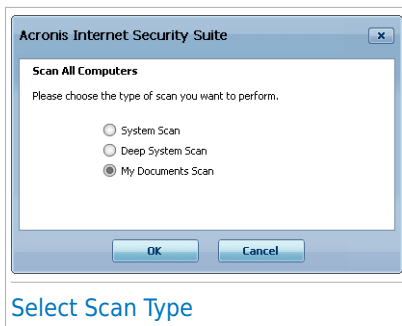 Acronis Internet Security Suite
Scan All Computers
Please choose the type of scan you want to perform.
System Scan
Deep System Scan
My Documents Scan
OK Cancel
Select Scan Type